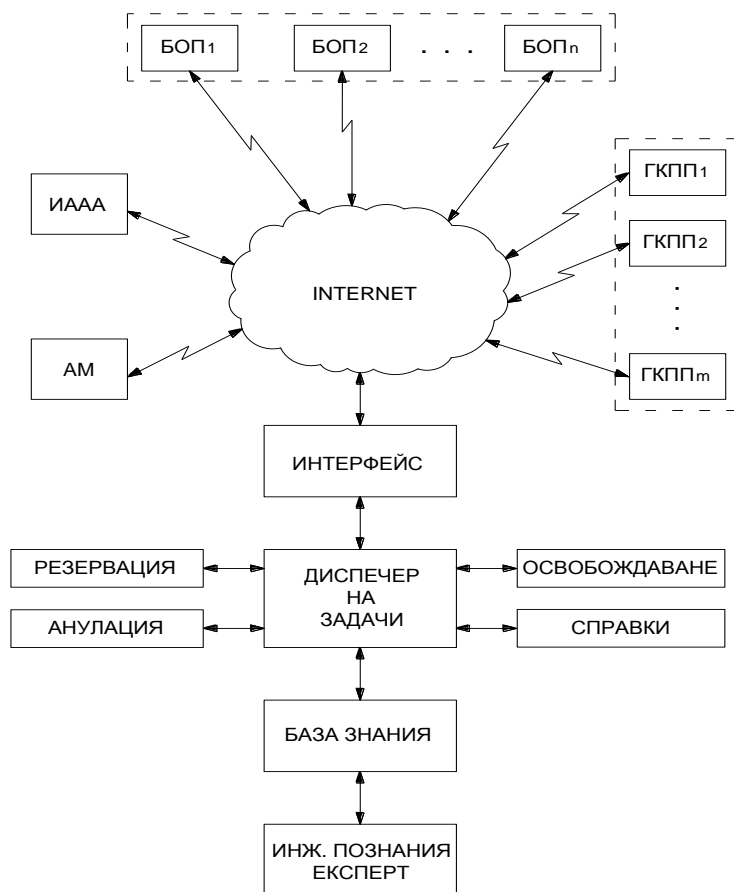 БОП1 БОП2 . . . БОПn
ГКПП1
ИААА
ГКПП2
INTERNET
.
.
.
АМ
ГКППm
ИНТЕРФЕЙС
РЕЗЕРВАЦИЯ
АНУЛАЦИЯ
ДИСПЕЧЕР
НА
ЗАДАЧИ
ОСВОБОЖДАВАНЕ
СПРАВКИ
БАЗА ЗНАНИЯ
ИНЖ. ПОЗНАНИЯ
ЕКСПЕРТ